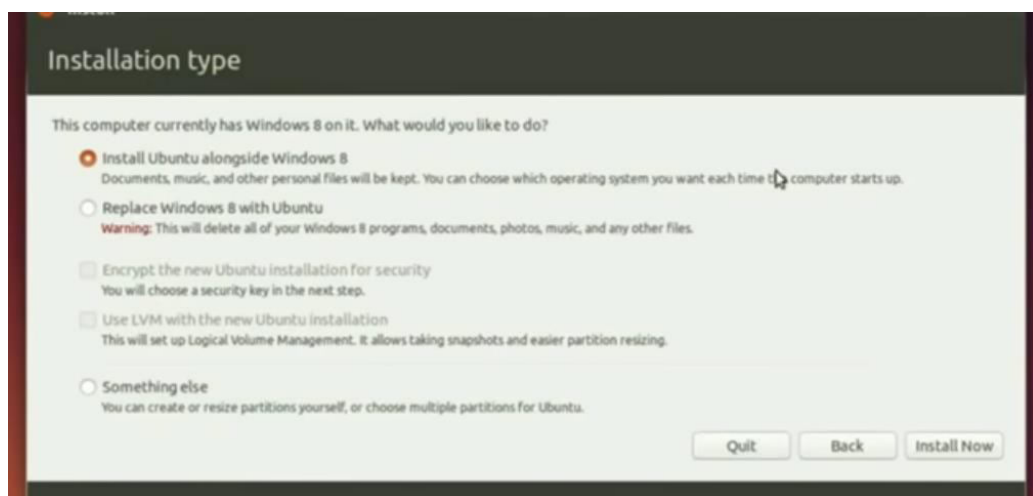 Installation type
This computer currently has Windows 8 on it. What would you like to do?
Install Ubuntu alongside Windows 8
Documents, music, and other personal files will be kept. You can choose which operating system you want each time computer starts up.
Replace Windows 8 with Ubuntu
Warning: This will delete all of your Windows 8 programs, documents, photos, music, and any other files.
Encrypt the new Ubuntu installation for security
You will choose a security key in the next step.
Use LVM with the new Ubuntu installation
This will set up Logical Volume Management. It allows taking snapshots and easier partition resizing.
Something else
You can create or resize partitions yourself, or choose multiple partitions for Ubuntu.
Quit Back Install Now